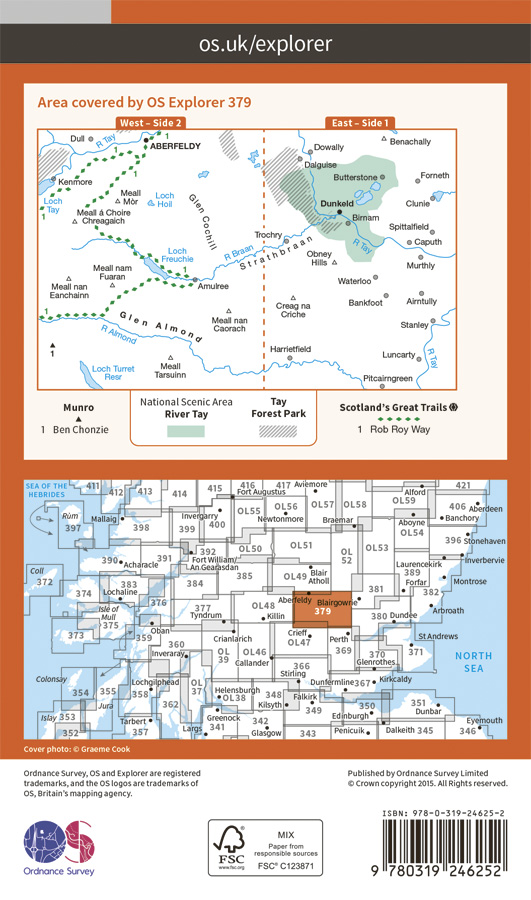 os.uk/explorer
Area covered by OS Explorer 379
West – Side 2
East – Side 1
Dull
R Tay
1
ABERFELDY
Benachally
Dowally
Dalguise
Kenmore
Butterstone
Forneth
Loch
Tay
1
Meall
Mòr
Loch
Hoil
Dunkeld
Clunie
Meall á Choire
Chreagaich
Glen Cochill
Birnam
Spittalfield
Trochry
R Tay
Caputh
Loch
Freuchie
R Braan
Strathbraan
Obney
Hills
Murthly
Meall nam
Fuaran
1
Amulree
Waterloo
Meall nan
Eanchainn
Creag na
Criche
Bankfoot
Airntully
1
Glen Almond
Meall nan
Caorach
Stanley
R Almond
1
Harrietfield
Luncarty
R Tay
Loch Turret
Resr
Meall
Tarsuinn
Pitcairngreen
Munro
1 Ben Chonzie
National Scenic Area
River Tay
Tay
Forest Park
Scotland's Great Trails
1 Rob Roy Way
SEA OF THE
HEBRIDES
411
412
413
414
415
416
417
Aviemore
421
Fort Augustus
Alford
OL59
Rùm
397
Mallaig
398
Invergarry
399
400
OL55
OL56
Newtonmore
OL57
OL58
Braemar
Aboyne
OL54
406
Aberdeen
Banchory
396
Stonehaven
390
Acharacle
391
392
Fort William/
An Gearasdan
OL50
OL51
OL
52
OL53
Laurencekirk
389
Inverbervie
Coll
372
374
383
Lochaline
384
385
OL49
Blair
Atholl
Forfar
382
Montrose
Isle of
Mull
375
376
377
Tyndrum
OL48
Killin
Aberfeldy
Blairgowrie
379
381
380
Dundee
Arbroath
373
359
Oban
360
Crianlarich
Crieff
OL47
Perth
369
370
371
St Andrews
Inveraray
OL
39
OL46
Callander
366
Stirling
Glenrothes
NORTH
SEA
Colonsay
354
355
Jura
358
Lochgilphead
OL
37
Helensburgh
OL38
348
Kilsyth
Falkirk
349
Dunfermline
367
Kirkcaldy
350
351
Dunbar
Islay
353
352
Tarbert
357
362
Largs
Greenock
341
342
Glasgow
343
Edinburgh
Penicuik
344
Dalkeith
345
Eyemouth
346
Cover photo: © Graeme Cook
Ordnance Survey, OS and Explorer are registered
trademarks, and the OS logos are trademarks of
OS, Britain's mapping agency.
Published by Ordnance Survey Limited
© Crown copyright 2015. All Rights reserved.
Ordnance Survey
FSC
www.fsc.org
MIX
Paper from
responsible sources
FSC® C123871
ISBN: 978-0-319-24625-2
9 780319 246252